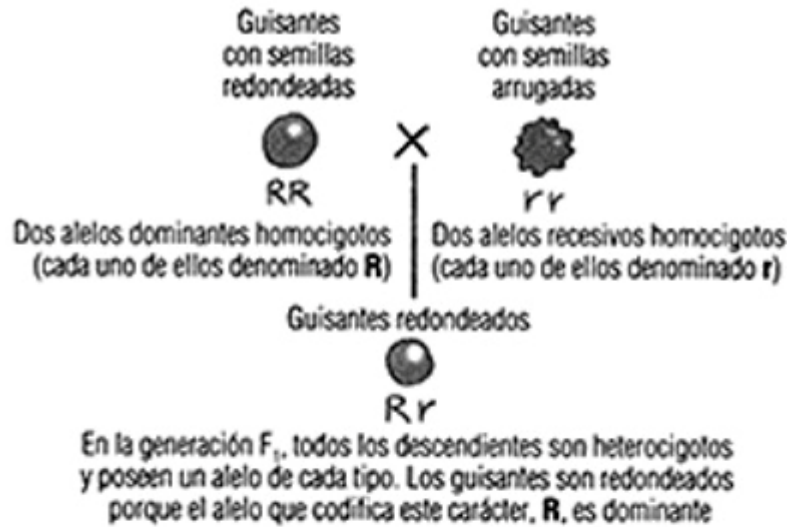 Guisantes
con semillas
redondeadas
Guisantes
con semillas
arrugadas
×
RR
rr
Dos alelos dominantes homocigotos
(cada uno de ellos denominado R)
Dos alelos recesivos homocigotos
(cada uno de ellos denominado r)
Guisantes redondeados
Rr
En la generación F₁, todos los descendientes son heterocigotos
y poseen un alelo de cada tipo. Los guisantes son redondeados
porque el alelo que codifica este carácter, R, es dominante